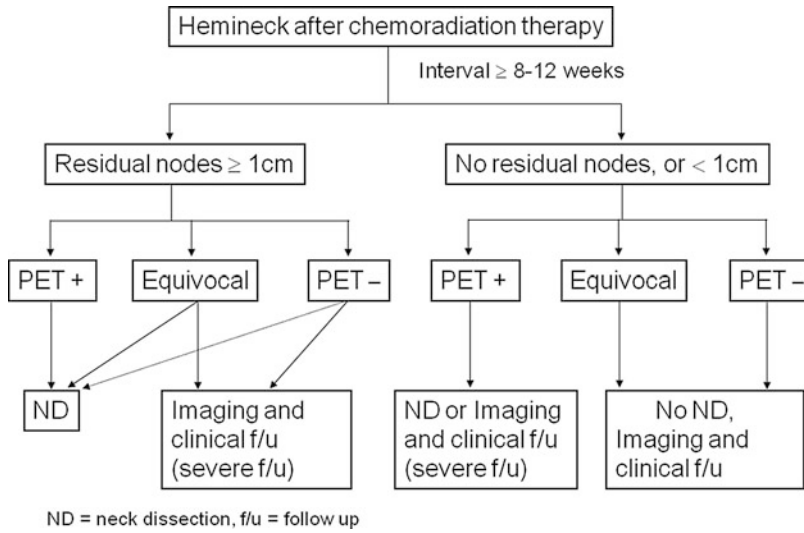 Hemineck after chemoradiation therapy
Interval ≥ 8-12 weeks
Residual nodes ≥ 1cm
No residual nodes, or < 1cm
PET +
Equivocal
PET –
PET +
Equivocal
PET –
ND
Imaging and
clinical f/u
(severe f/u)
ND or Imaging
and clinical f/u
(severe f/u)
No ND,
Imaging and
clinical f/u
ND = neck dissection, f/u = follow up